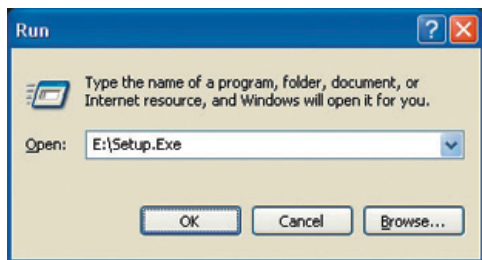 Run
Type the name of a program, folder, document, or
Internet resource, and Windows will open it for you.
Open: E:\Setup.Exe
OK Cancel Browse...